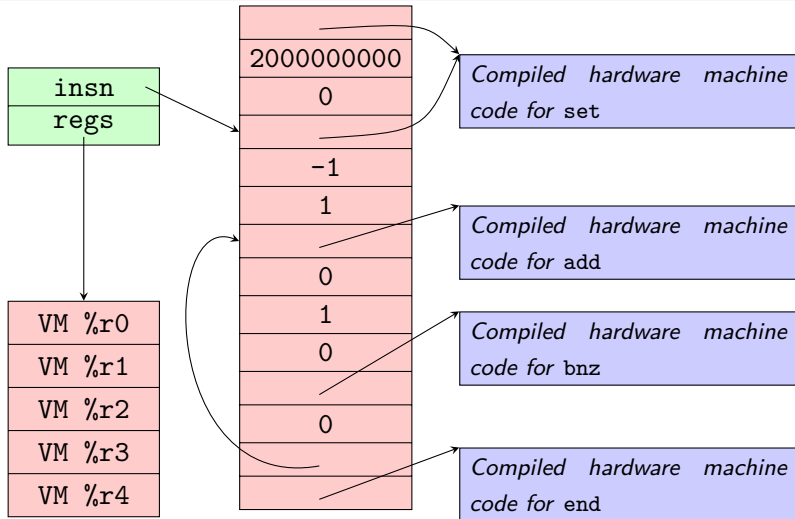 insn
regs
VM %r0
VM %r1
VM %r2
VM %r3
VM %r4
2000000000
0
-1
1
0
1
0
0
Compiled hardware machine
code for set
Compiled hardware machine
code for add
Compiled hardware machine
code for bnz
Compiled hardware machine
code for end